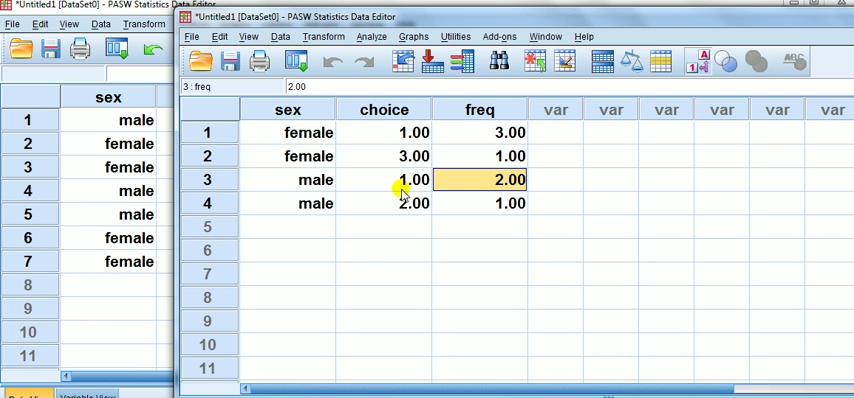 *Untitled1 [DataSet0] - PASW Statistics Data Editor
File Edit View Data Transform
sex
1 male
2 female
3 female
4 male
5 male
6 female
7 female
8
9
10
11
Data View Variable View
*Untitled1 [DataSet0] - PASW Statistics Data Editor
File Edit View Data Transform Analyze Graphs Utilities Add-ons Window Help
3 : freq 2.00
sex choice freq var var var var var var
1 female 1.00 3.00
2 female 3.00 1.00
3 male 1.00 2.00
4 male 2.00 1.00
5
6
7
8
9
10
11